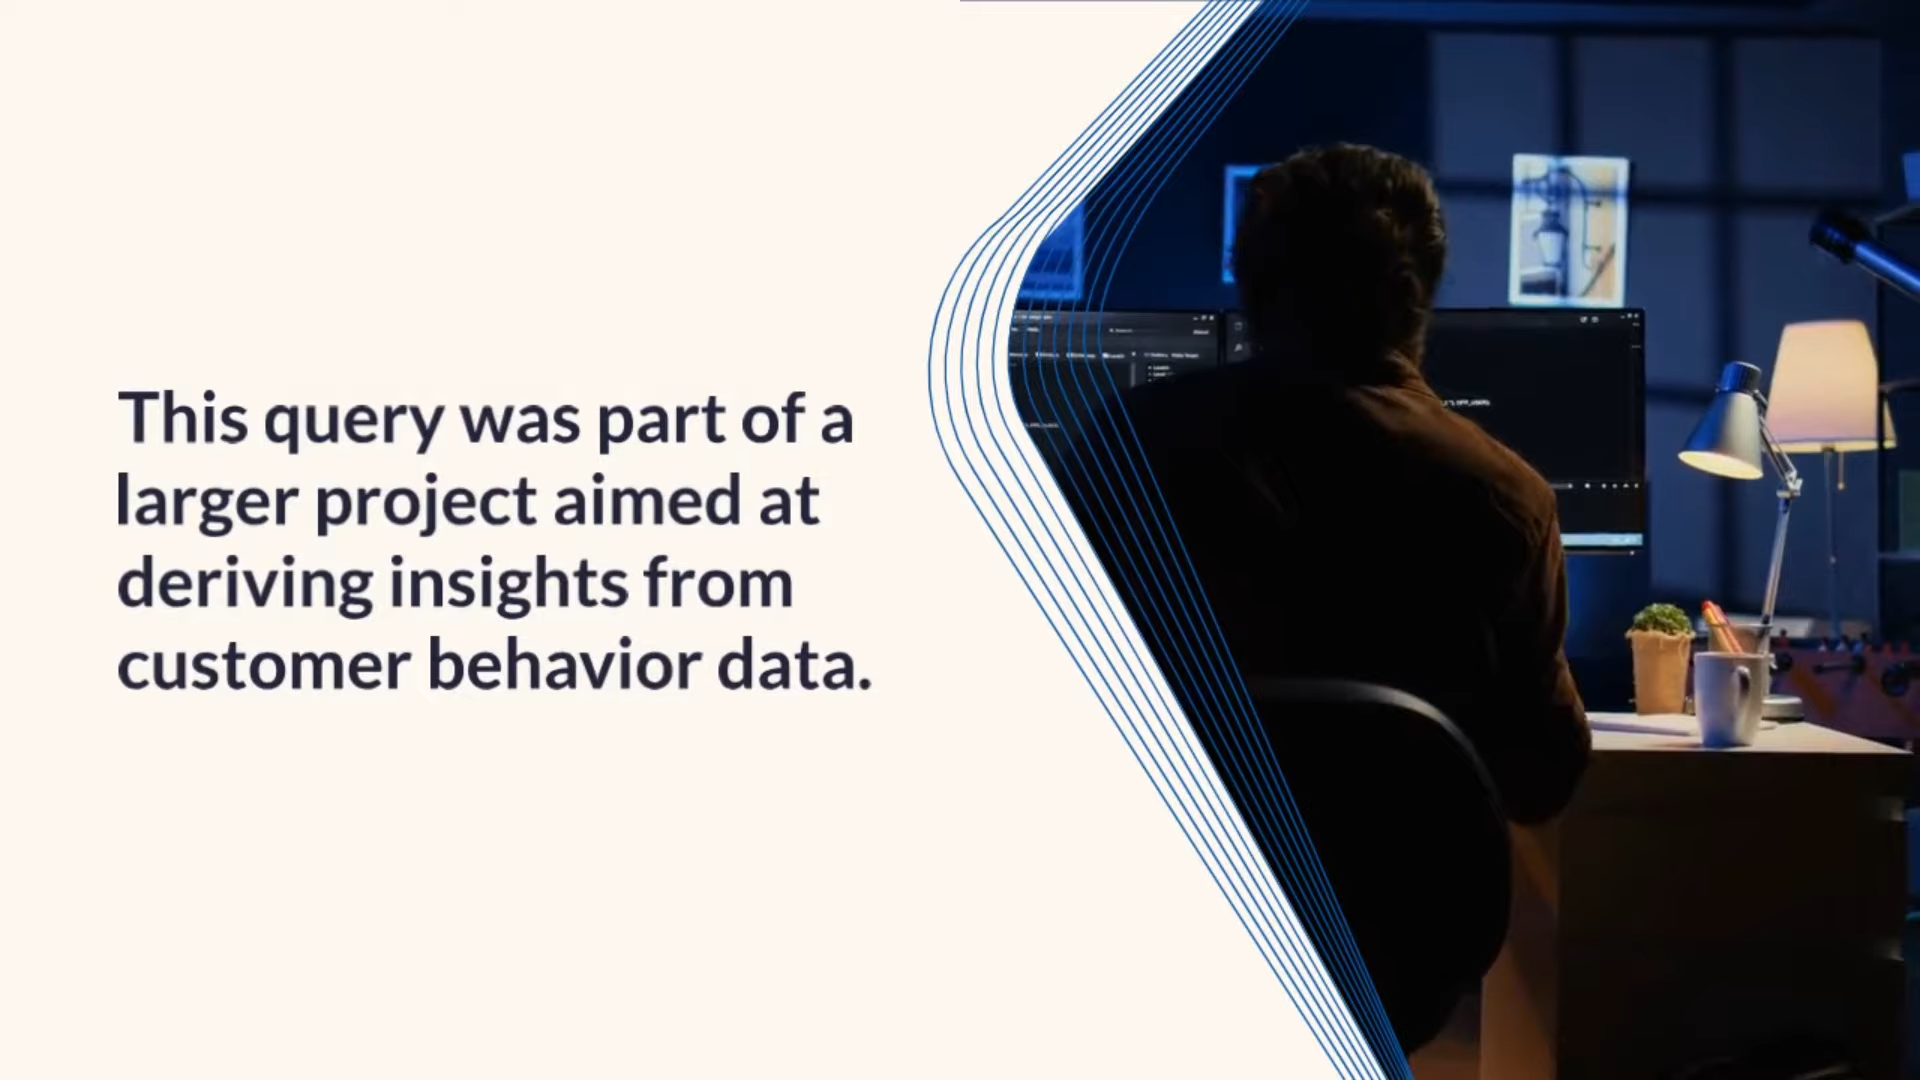 This query was part of a
larger project aimed at
deriving insights from
customer behavior data.